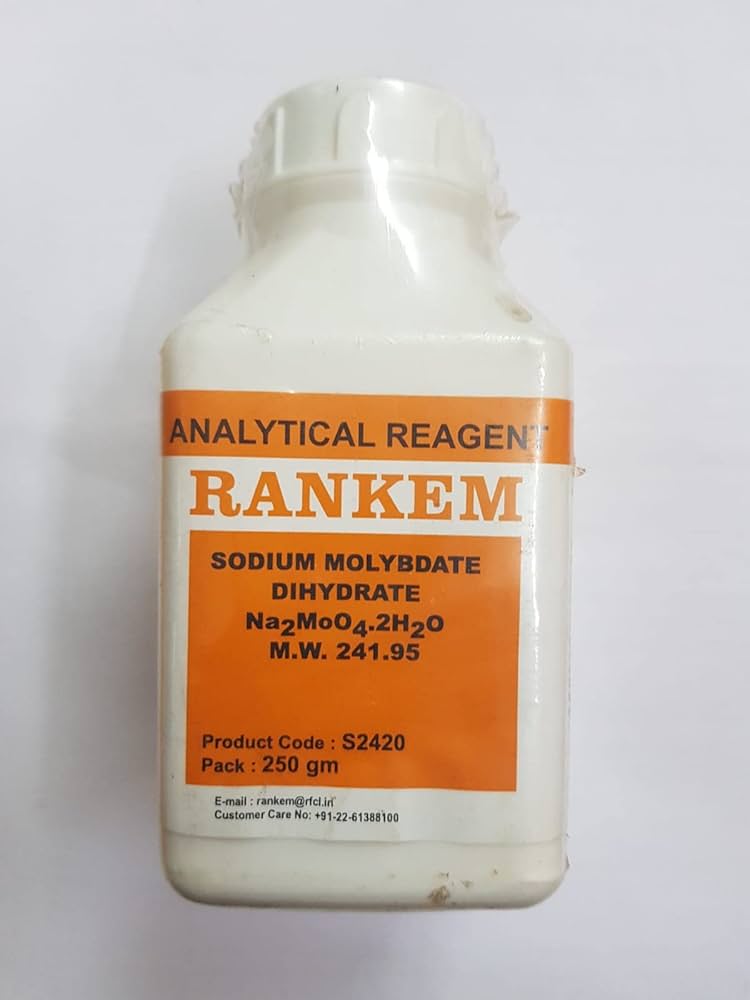 ANALYTICAL REAGENT
RANKEM
SODIUM MOLYBDATE
DIHYDRATE
Na₂MoO₄.2H₂O
M.W. 241.95
Product Code : S2420
Pack : 250 gm
E-mail : rankem@rfcl.in
Customer Care No: +91-22-61388100